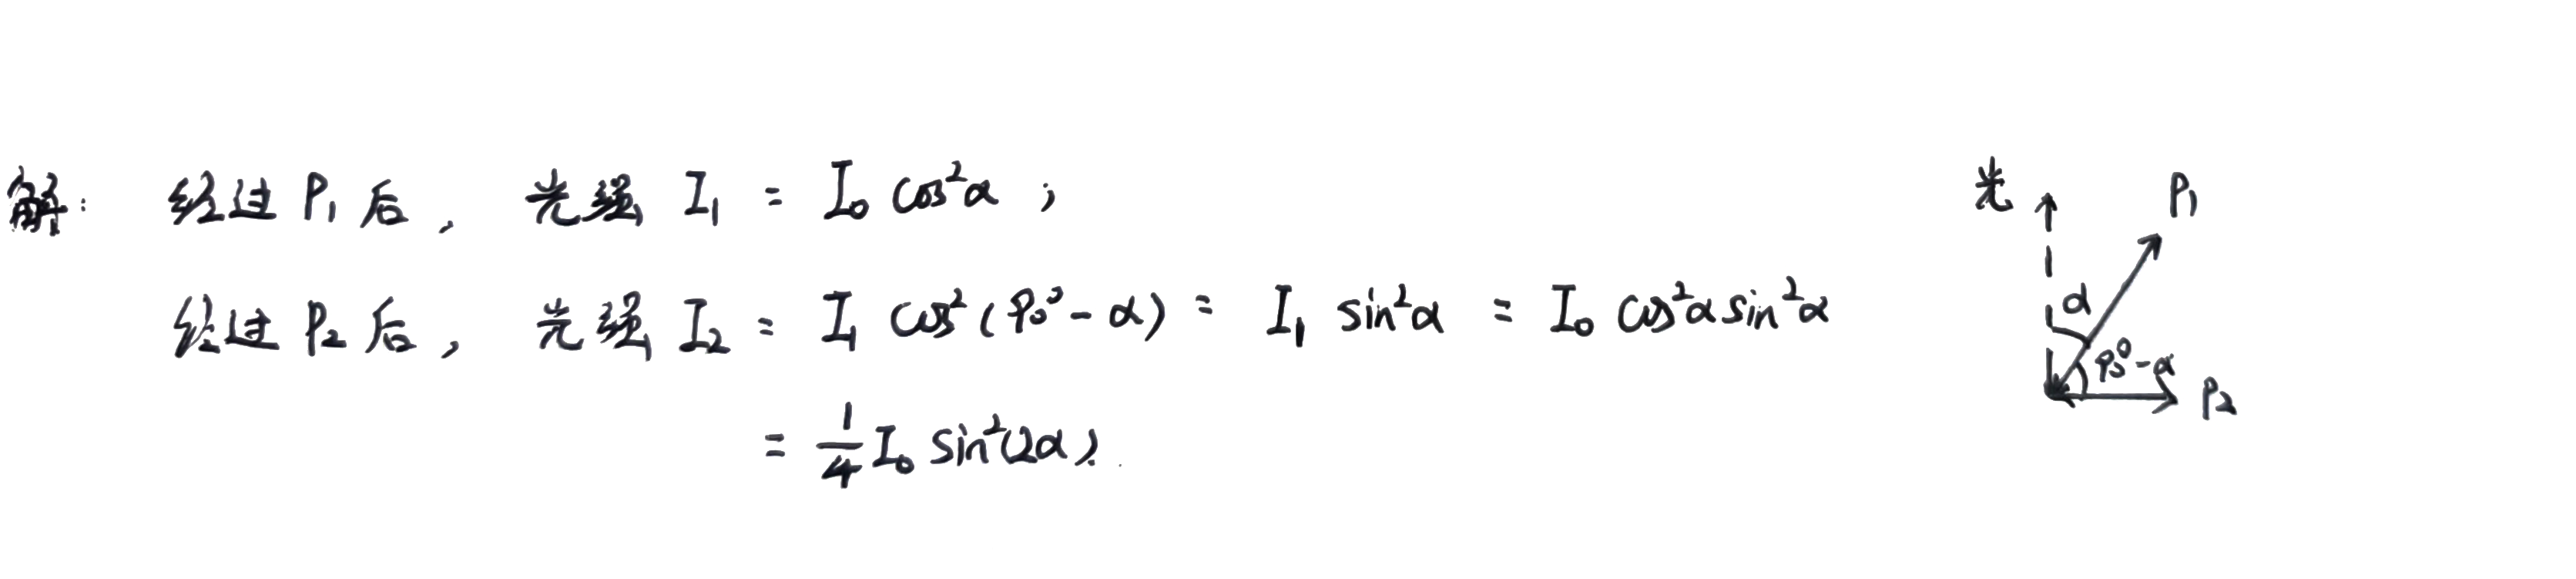 解: 经过 P₁ 后, 光强 I₁ = I₀ cos²α ;
经过 P₂ 后, 光强 I₂ = I₁ cos² (90° - α) = I₁ sin²α = I₀ cos²α sin²α
= 1/4 I₀ sin²(2α).
光
P₁
α
90° - α
P₂